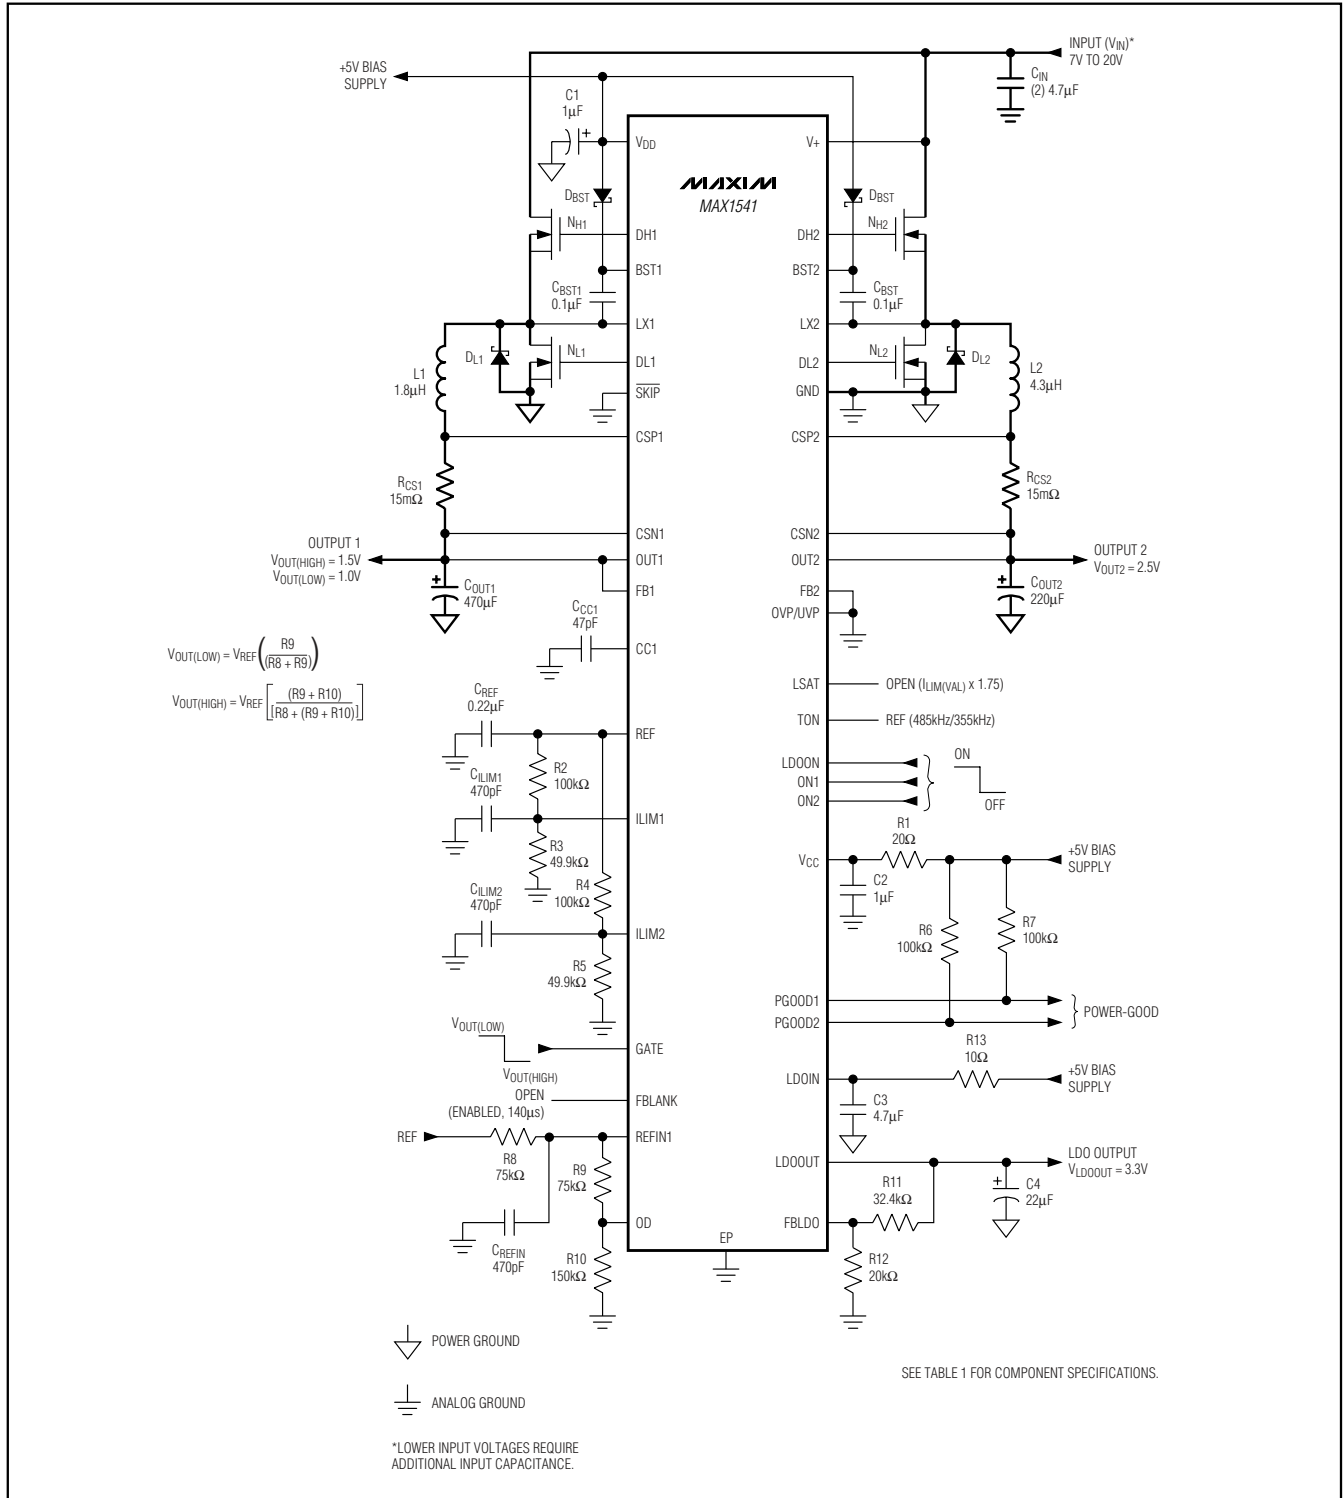 INPUT (VIN)*
7V TO 20V
+5V BIAS
SUPPLY
CIN
(2) 4.7µF
C1
1µF
VDD
V+
MAXIM
MAX1541
DBST
DBST
NH1
NH2
DH1
DH2
BST1
BST2
CBST1
0.1µF
CBST
0.1µF
LX1
LX2
DL1
NL1
DL1
DL2
NL2
DL2
L1
1.8µH
L2
4.3µH
SKIP
GND
CSP1
CSP2
RCS1
15mΩ
RCS2
15mΩ
CSN1
CSN2
OUTPUT 1
VOUT(HIGH) = 1.5V
VOUT(LOW) = 1.0V
OUT1
OUT2
OUTPUT 2
VOUT2 = 2.5V
COUT1
470µF
FB1
FB2
COUT2
220µF
OVP/UVP
CCC1
47pF
CC1
VOUT(LOW) = VREF(R9/(R8 + R9))
VOUT(HIGH) = VREF[(R9 + R10)/[R8 + (R9 + R10)]]
LSAT
OPEN (ILIM(VAL) x 1.75)
CREF
0.22µF
REF
TON
REF (485kHz/355kHz)
R2
100kΩ
LDOON
ON1
ON2
ON
OFF
CILIM1
470pF
ILIM1
R3
49.9kΩ
R1
20Ω
VCC
+5V BIAS
SUPPLY
C2
1µF
R4
100kΩ
CILIM2
470pF
ILIM2
R6
100kΩ
R7
100kΩ
R5
49.9kΩ
PGOOD1
PGOOD2
POWER-GOOD
VOUT(LOW)
VOUT(HIGH)
GATE
R13
10Ω
LDOIN
+5V BIAS
SUPPLY
OPEN
(ENABLED, 140µs)
FBLANK
C3
4.7µF
REF
R8
75kΩ
REFIN1
R9
75kΩ
LDOOUT
LDO OUTPUT
VLDOOUT = 3.3V
R11
32.4kΩ
C4
22µF
OD
FBLDO
CREFIN
470pF
R10
150kΩ
EP
R12
20kΩ
POWER GROUND
ANALOG GROUND
SEE TABLE 1 FOR COMPONENT SPECIFICATIONS.
*LOWER INPUT VOLTAGES REQUIRE
ADDITIONAL INPUT CAPACITANCE.